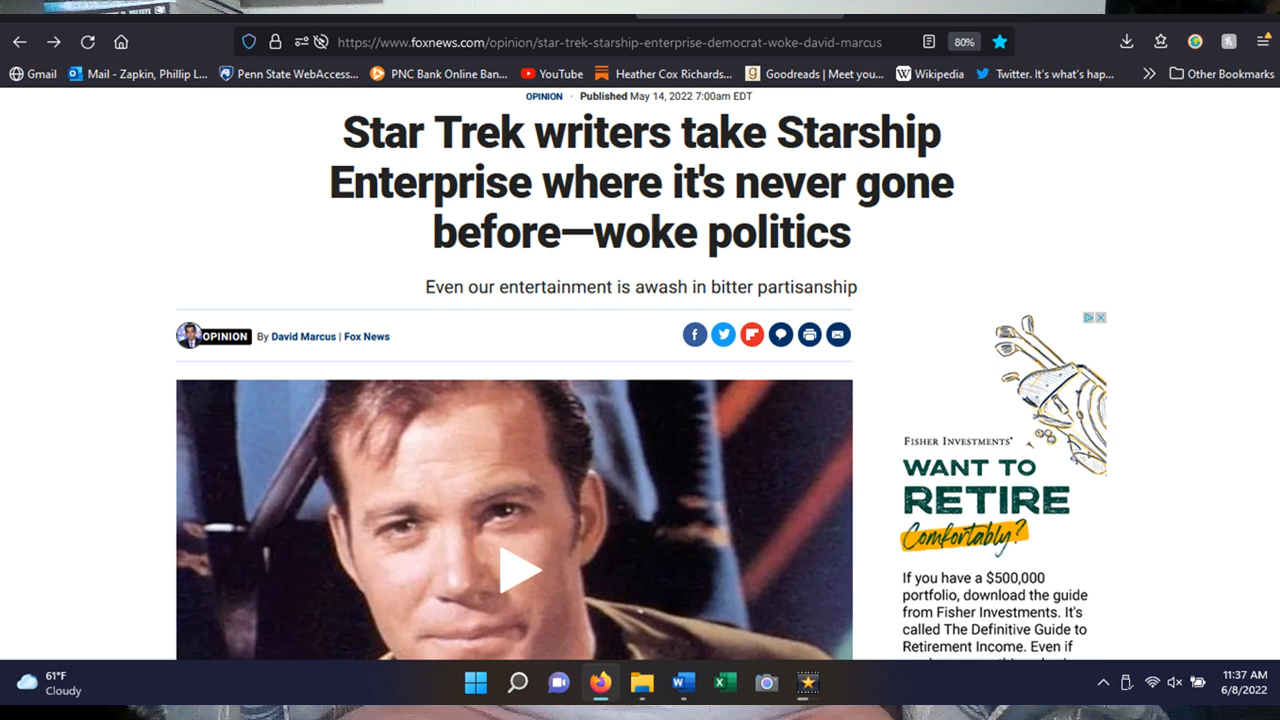 https://www.foxnews.com/opinion/star-trek-starship-enterprise-democrat-woke-david-marcus
80%
Gmail
Mail - Zapkin, Phillip L...
Penn State WebAccess...
PNC Bank Online Ban...
YouTube
Heather Cox Richards...
Goodreads | Meet you...
Wikipedia
Twitter. It's what's hap...
Other Bookmarks
OPINION · Published May 14, 2022 7:00am EDT
Star Trek writers take Starship
Enterprise where it's never gone
before—woke politics
Even our entertainment is awash in bitter partisanship
OPINION By David Marcus | Fox News
FISHER INVESTMENTS®
WANT TO
RETIRE
Comfortably?
If you have a $500,000
portfolio, download the guide
from Fisher Investments. It's
called The Definitive Guide to
Retirement Income. Even if
61°F
Cloudy
11:37 AM
6/8/2022